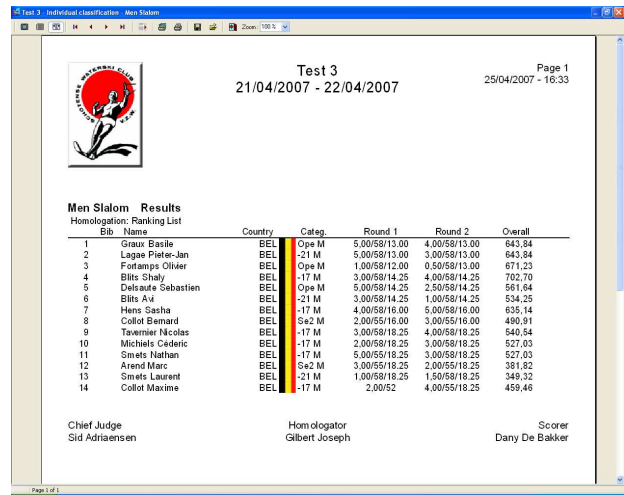 Test 3 - Individual classification - Men Slalom
Zoom: 100 %
SCHOTENSE WATERSKI CLUB V.Z.W.
Test 3
21/04/2007 - 22/04/2007
Page 1
25/04/2007 - 16:33
Men Slalom Results
Homologation: Ranking List
Bib Name Country Categ. Round 1 Round 2 Overall
1 Graux Basile BEL Ope M 5,00/58/13.00 4,00/58/13.00 643,84
2 Lagae Pieter-Jan BEL -21 M 5,00/58/13.00 3,00/58/13.00 643,84
3 Fortamps Olivier BEL Ope M 1,00/58/12.00 0,50/58/13.00 671,23
4 Blits Shaly BEL -17 M 3,00/58/14.25 4,00/58/14.25 702,70
5 Delsaute Sebastien BEL Ope M 5,00/58/14.25 2,50/58/14.25 561,64
6 Blits Avi BEL -21 M 3,00/58/14.25 1,00/58/14.25 534,25
7 Hens Sasha BEL -17 M 4,00/58/16.00 5,00/58/16.00 635,14
8 Collot Bernard BEL Se2 M 2,00/55/16.00 3,00/55/16.00 490,91
9 Tavernier Nicolas BEL -17 M 3,00/58/18.25 4,00/58/18.25 540,54
10 Michiels Céderic BEL -17 M 2,00/58/18.25 3,00/58/18.25 527,03
11 Smets Nathan BEL -17 M 5,00/55/18.25 3,00/58/18.25 527,03
12 Arend Marc BEL Se2 M 3,00/55/18.25 2,00/55/18.25 381,82
13 Smets Laurent BEL -21 M 1,00/58/18.25 1,50/58/18.25 349,32
14 Collot Maxime BEL -17 M 2,00/52 4,00/55/18.25 459,46
Chief Judge Homologator Scorer
Sid Adriaensen Gilbert Joseph Dany De Bakker
Page 1 of 1